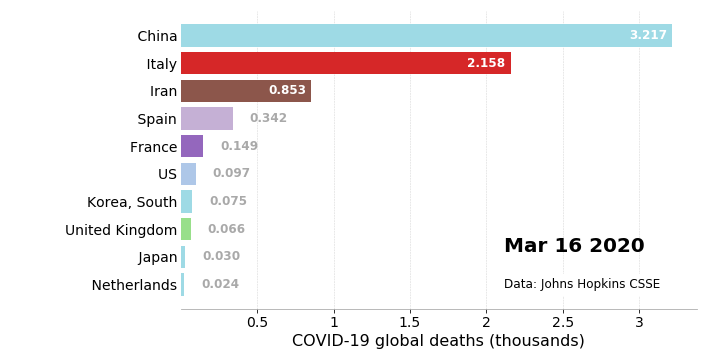 China 3.217
Italy 2.158
Iran 0.853
Spain 0.342
France 0.149
US 0.097
Korea, South 0.075
United Kingdom 0.066
Mar 16 2020
Japan 0.030
Netherlands 0.024
Data: Johns Hopkins CSSE
0.5 1 1.5 2 2.5 3
COVID-19 global deaths (thousands)